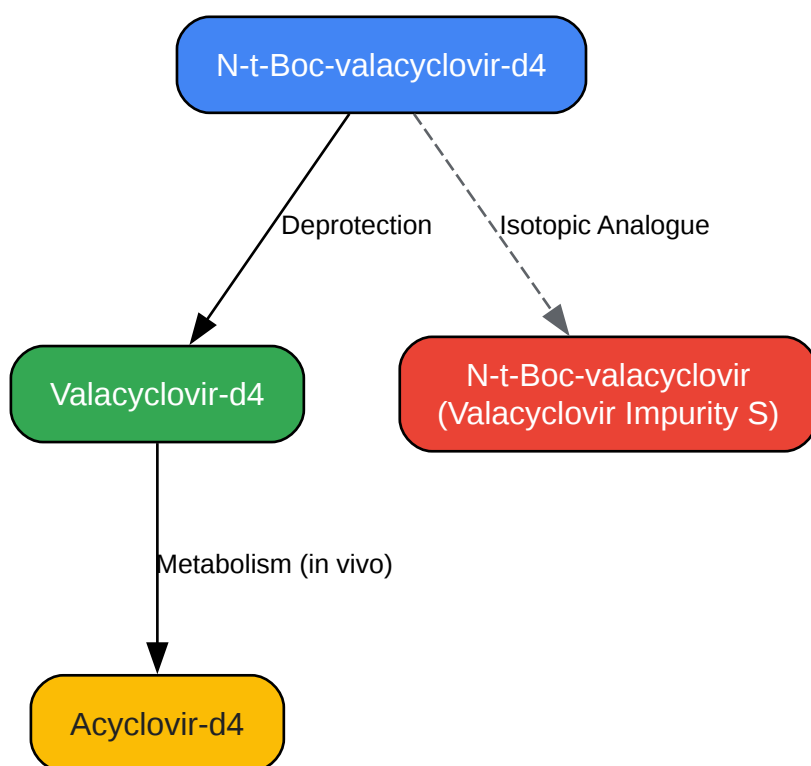 N-t-Boc-valacyclovir-d4
Deprotection
Isotopic Analogue
Valacyclovir-d4
N-t-Boc-valacyclovir
(Valacyclovir Impurity S)
Metabolism (in vivo)
Acyclovir-d4